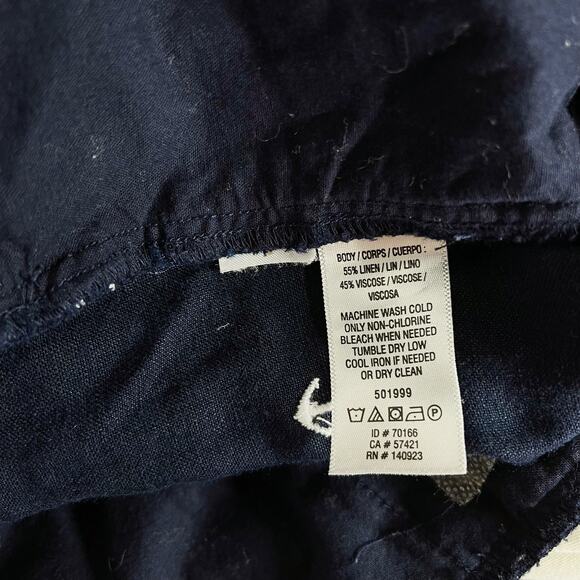 BODY / CORPS / CUERPO :
55% LINEN / LIN / LINO
45% VISCOSE / VISCOSE /
VISCOSA
MACHINE WASH COLD
ONLY NON-CHLORINE
BLEACH WHEN NEEDED
TUMBLE DRY LOW
COOL IRON IF NEEDED
OR DRY CLEAN
501999
P
ID # 70166
CA # 57421
RN # 140923